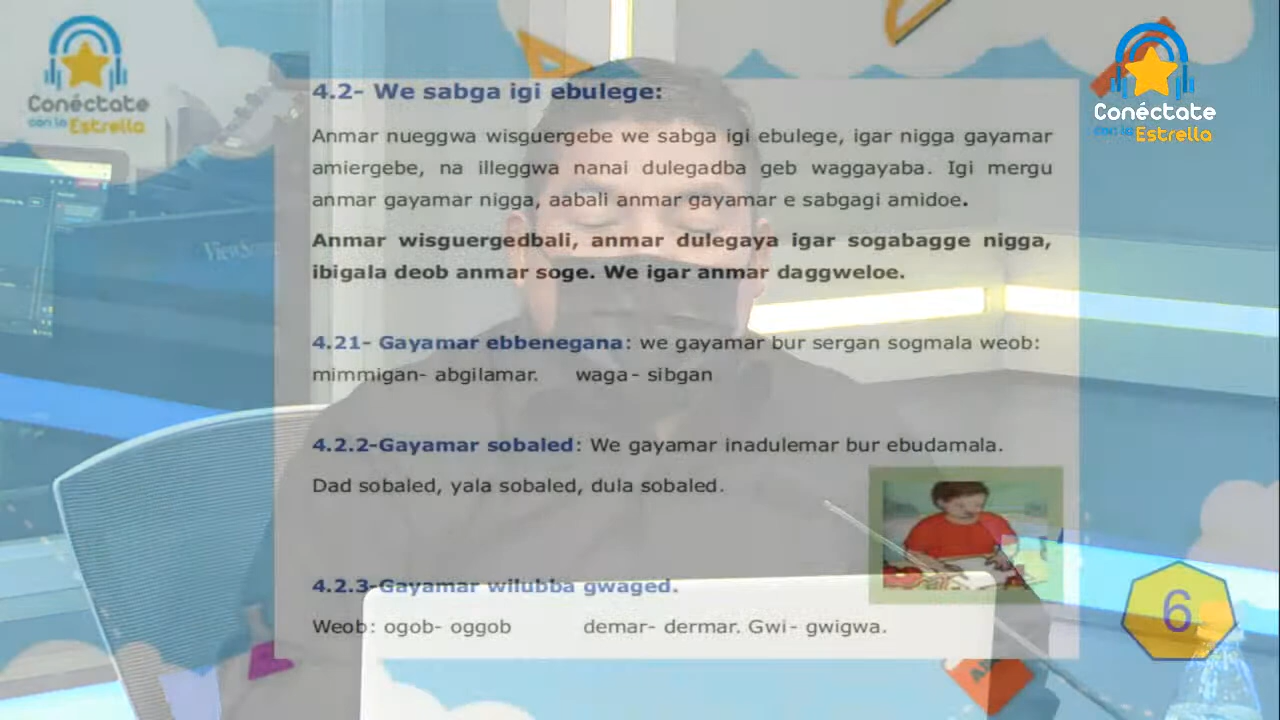 Conéctate
con la Estrella
Conéctate
con la Estrella
ViewSonic
4.2- We sabga igi ebulege:
Anmar nueggwa wisguergebe we sabga igi ebulege, igar nigga gayamar
amiergebe, na illeggwa nanai dulegadba geb waggayaba. Igi mergu
anmar gayamar nigga, aabali anmar gayamar e sabgagi amidoe.
Anmar wisguergedbali, anmar dulegaya igar sogabagge nigga,
ibigala deob anmar soge. We igar anmar daggweloe.
4.21- Gayamar ebbenegana: we gayamar bur sergan sogmala weob:
mimmigan- abgilamar. waga- sibgan
4.2.2-Gayamar sobaled: We gayamar inadulemar bur ebudamala.
Dad sobaled, yala sobaled, dula sobaled.
4.2.3-Gayamar wilubba gwaged.
Weob: ogob- oggob demar- dermar. Gwi- gwigwa.
6